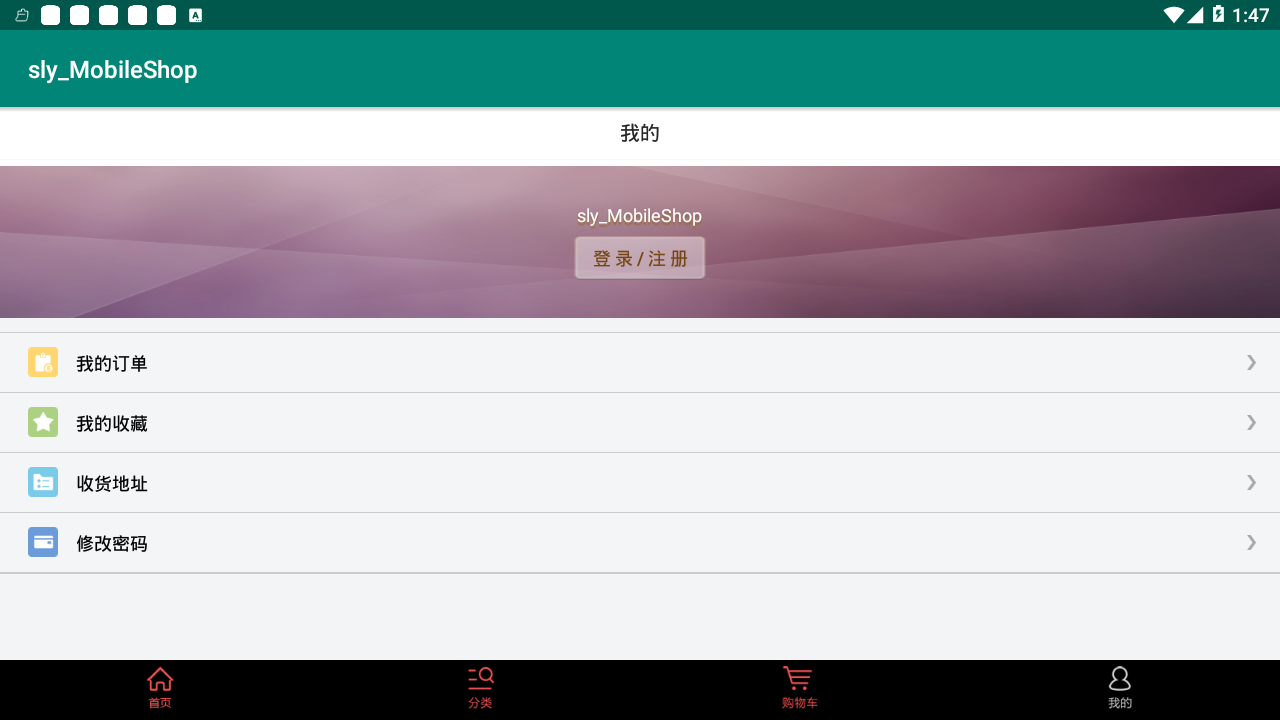 1:47
sly_MobileShop
我的
sly_MobileShop
登录/注册
我的订单
我的收藏
收货地址
修改密码
首页
分类
购物车
我的